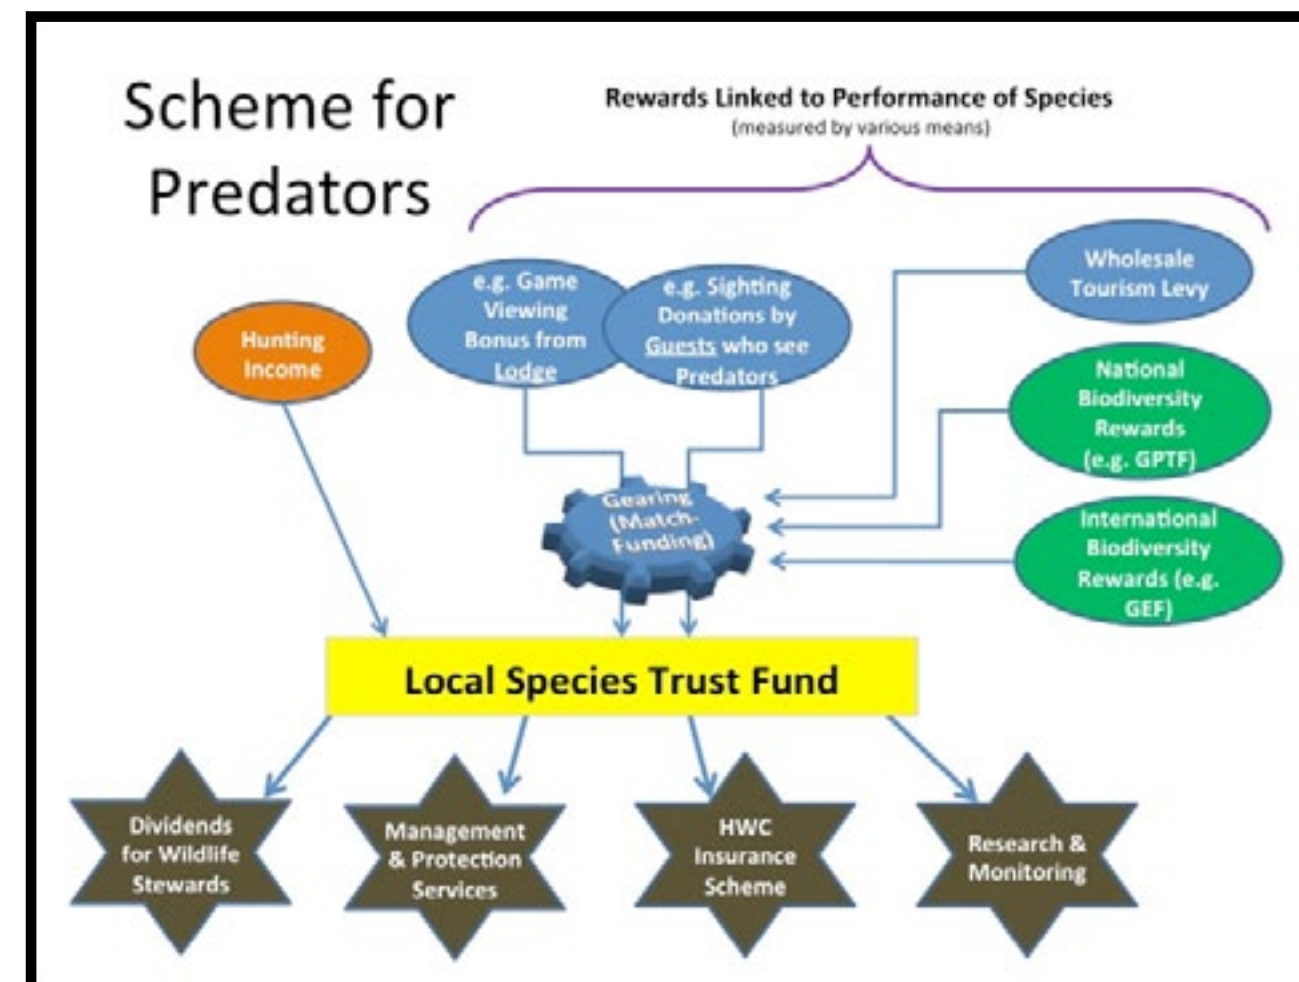 Scheme for
Predators
Rewards Linked to Performance of Species
(measured by various means)
Hunting
Income
e.g. Game
Viewing
Bonus from
Lodge
e.g. Sighting
Donations by
Guests who see
Predators
Wholesale
Tourism Levy
National
Biodiversity
Rewards
(e.g. GPTF)
International
Biodiversity
Rewards (e.g.
GEF)
Gearing
(Match-
Funding)
Local Species Trust Fund
Dividends
for Wildlife
Stewards
Management
& Protection
Services
HWC
Insurance
Scheme
Research &
Monitoring